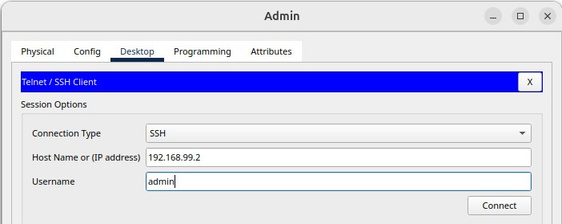 Admin
Physical Config Desktop Programming Attributes
Telnet / SSH Client X
Session Options
Connection Type SSH
Host Name or (IP address) 192.168.99.2
Username admin
Connect